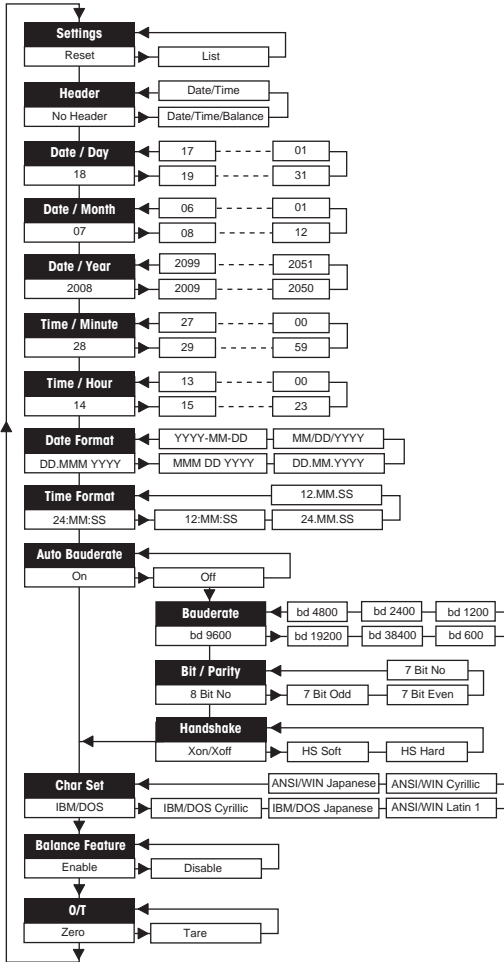 Settings
Reset List
Header Date/Time
No Header Date/Time/Balance
Date / Day 17 01
18 19 31
Date / Month 06 01
07 08 12
Date / Year 2099 2051
2008 2009 2050
Time / Minute 27 00
28 29 59
Time / Hour 13 00
14 15 23
Date Format YYYY-MM-DD MM/DD/YYYY
DD.MMM YYYY MMM DD YYYY DD.MM.YYYY
Time Format 12.MM.SS
24:MM:SS 12:MM:SS 24.MM.SS
Auto Bauderate
On Off
Bauderate bd 4800 bd 2400 bd 1200
bd 9600 bd 19200 bd 38400 bd 600
Bit / Parity 7 Bit No
8 Bit No 7 Bit Odd 7 Bit Even
Handshake
Xon/Xoff HS Soft HS Hard
Char Set ANSI/WIN Japanese ANSI/WIN Cyrillic
IBM/DOS IBM/DOS Cyrillic IBM/DOS Japanese ANSI/WIN Latin 1
Balance Feature
Enable Disable
O/T
Zero Tare